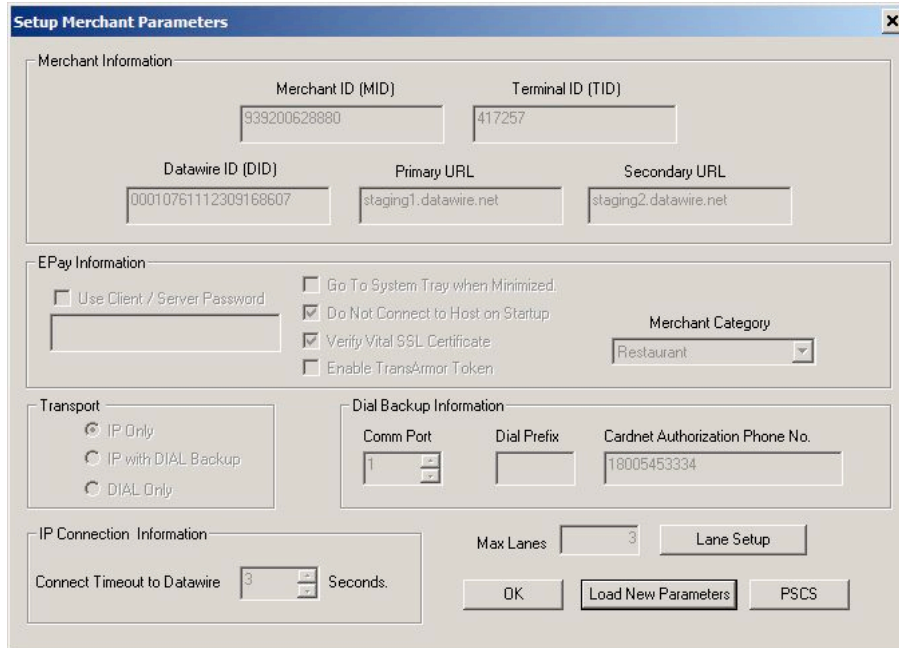 Setup Merchant Parameters
Merchant Information
Merchant ID (MID) Terminal ID (TID)
939200628880 417257
Datawire ID (DID) Primary URL Secondary URL
00010761112309168607 staging1.datawire.net staging2.datawire.net
EPay Information
Use Client / Server Password
Go To System Tray when Minimized.
Do Not Connect to Host on Startup
Verify Vital SSL Certificate
Enable TransArmor Token
Merchant Category
Restaurant
Transport
IP Only
IP with DIAL Backup
DIAL Only
Dial Backup Information
Comm Port Dial Prefix Cardnet Authorization Phone No.
1 18005453334
IP Connection Information
Connect Timeout to Datawire 3 Seconds.
Max Lanes 3 Lane Setup
OK Load New Parameters PSCS